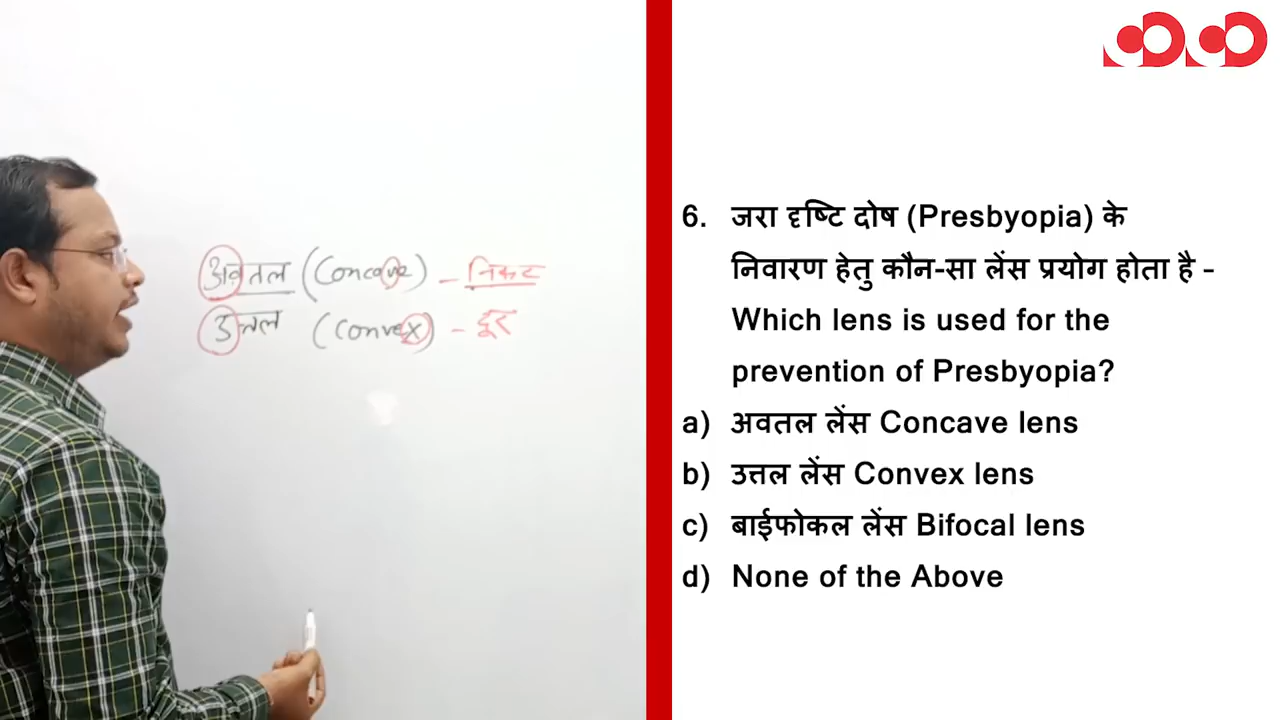 अवतल (Concave) - निकट
उत्तल (Convex) - दूर
6. जरा दृष्टि दोष (Presbyopia) के
निवारण हेतु कौन-सा लेंस प्रयोग होता है –
Which lens is used for the
prevention of Presbyopia?
a) अवतल लेंस Concave lens
b) उत्तल लेंस Convex lens
c) बाईफोकल लेंस Bifocal lens
d) None of the Above